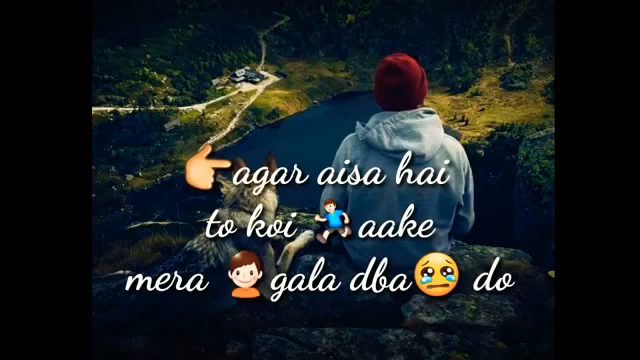 👉agar aisa hai
to koi 🏃aake
mera 👦gala dba😢 do